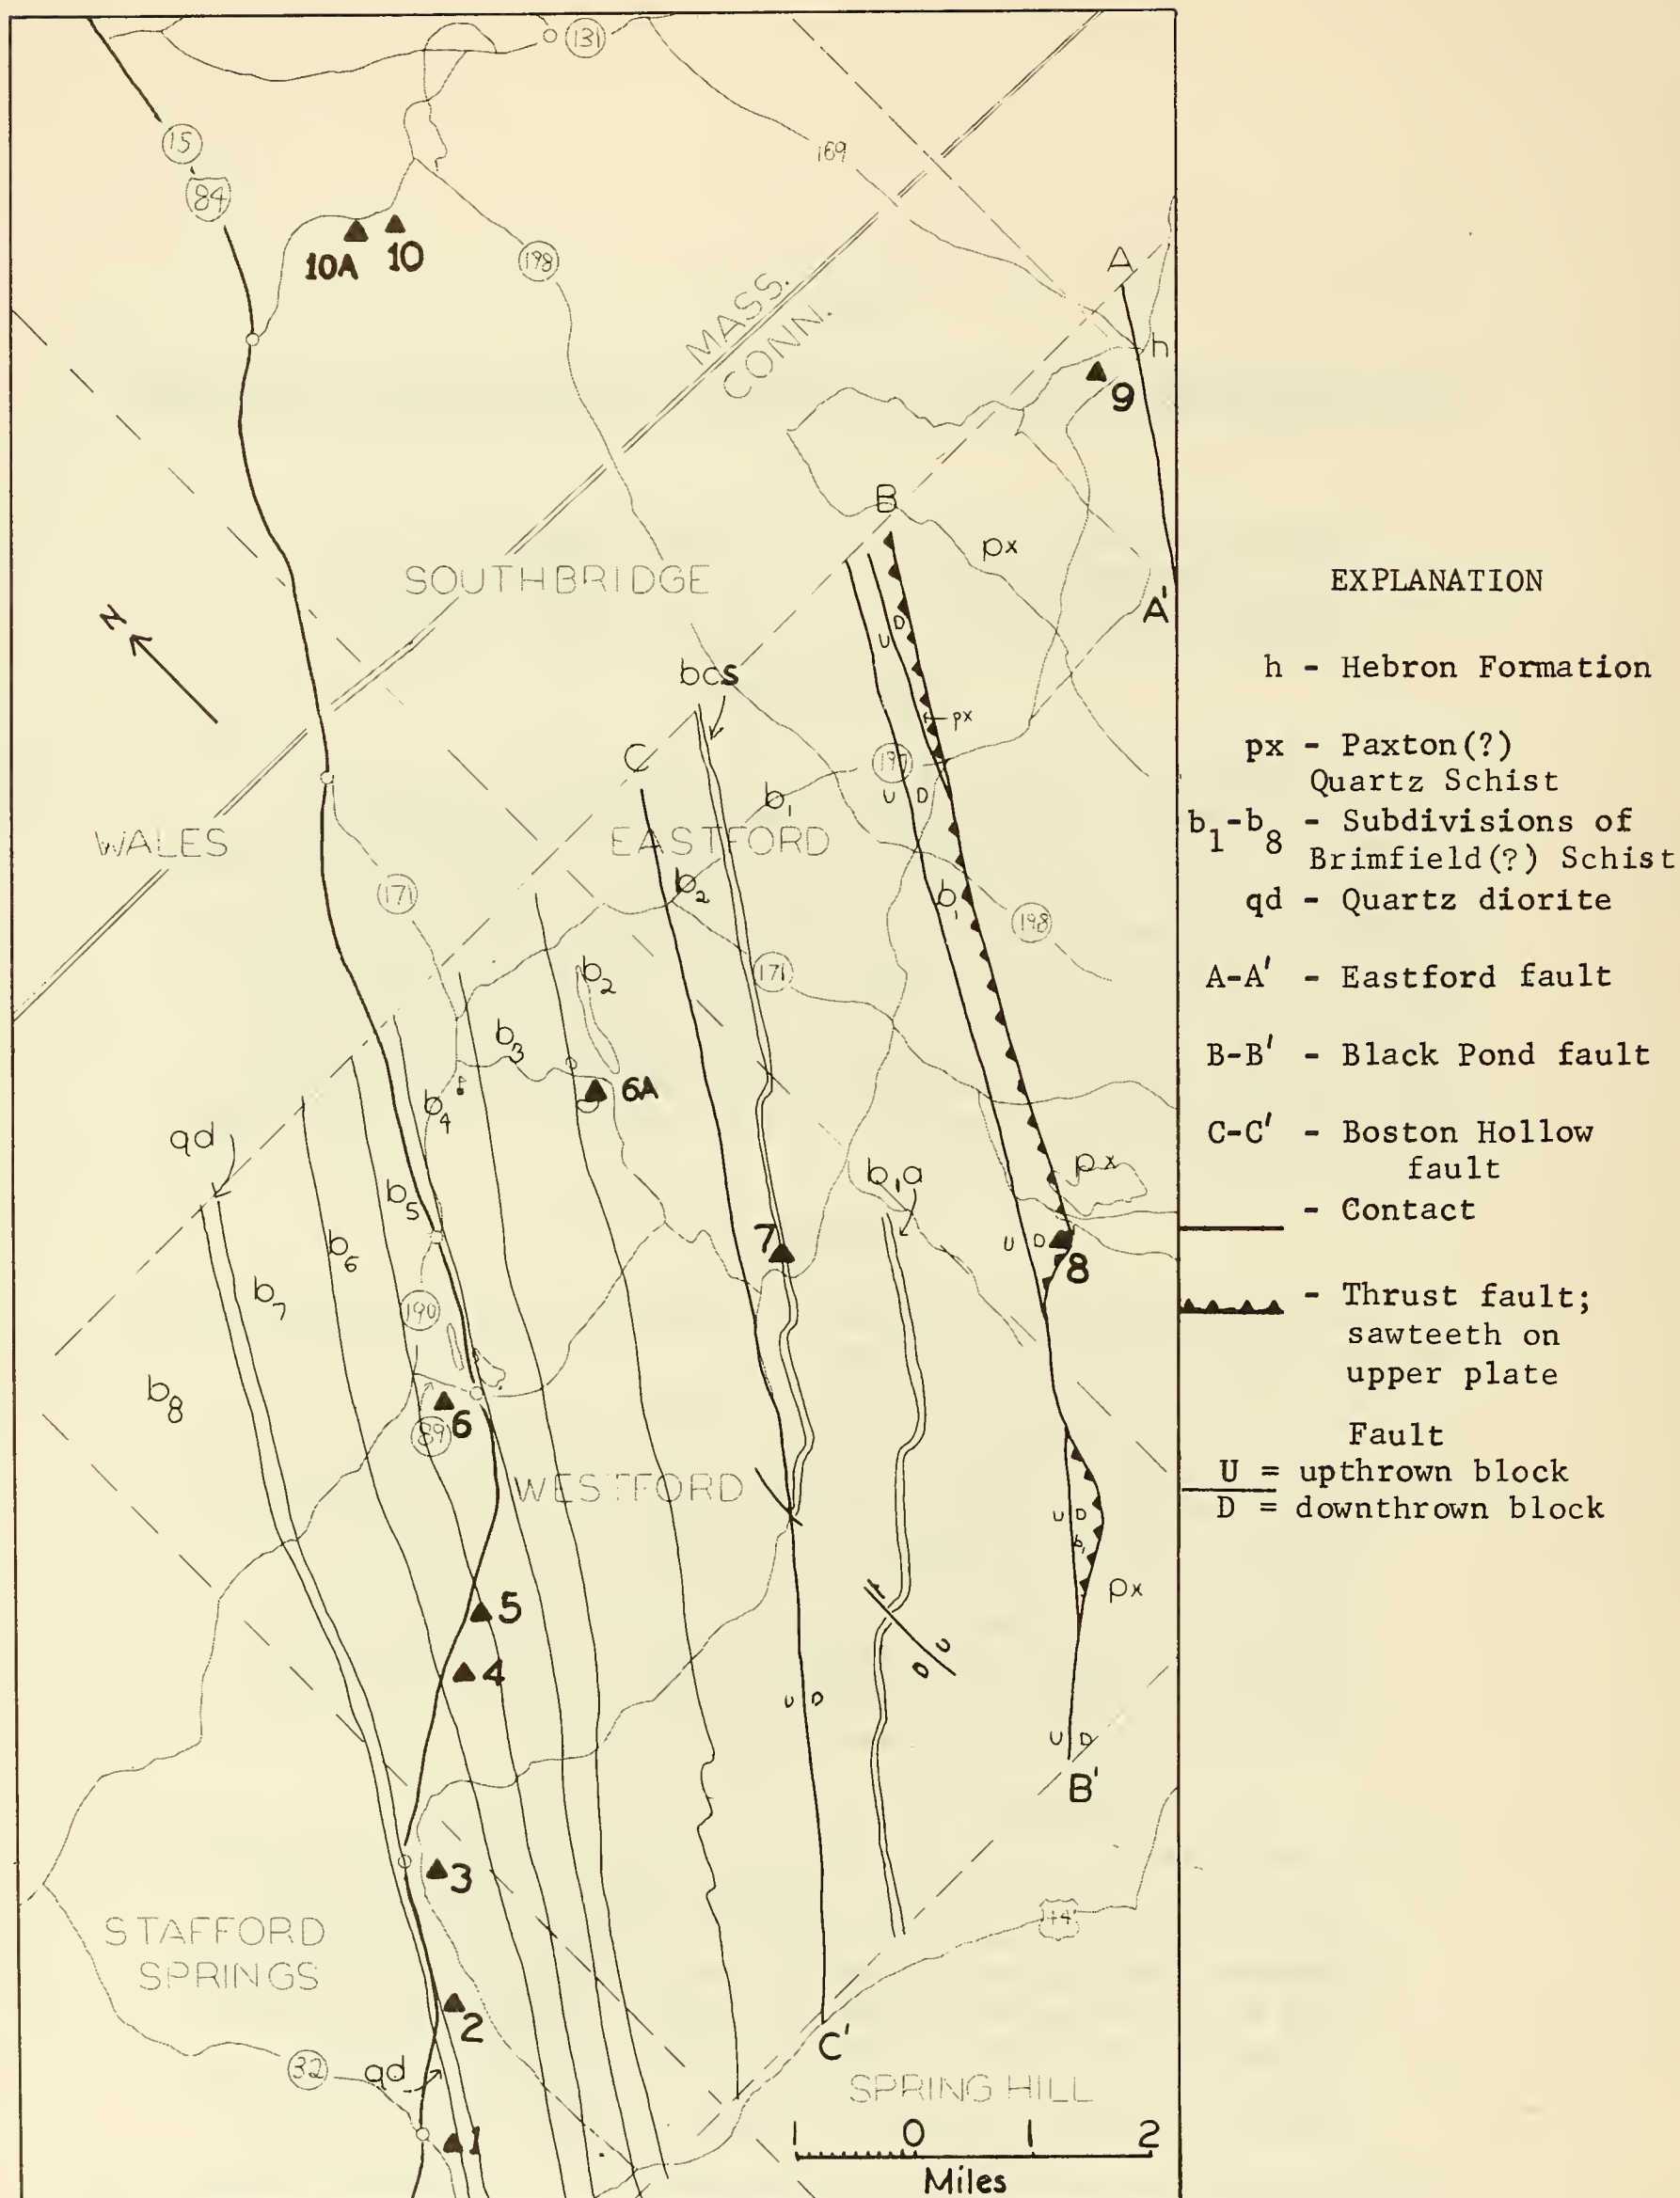 131
15
84
169
10A
10
198
MASS.
CONN.
A
h
9
B
px
SOUTHBRIDGE
A'
N
D
U
bcs
px
C
197
U D
b₁
WALES
EASTFORD
b₂
171
b₁
198
171
b₂
b₃
6A
b₄
qd
px
b₁a
b₅
7
U D
8
b₆
b₇
190
b₈
6
89
WESTFORD
U D
b₁
px
5
4
D/U
U D
U D
B'
3
STAFFORD
SPRINGS
44
2
C'
32
qd
SPRING HILL
1
1 0 1 2
Miles
EXPLANATION
h - Hebron Formation
px - Paxton(?)
Quartz Schist
b₁-b₈ - Subdivisions of
Brimfield(?) Schist
qd - Quartz diorite
A-A' - Eastford fault
B-B' - Black Pond fault
C-C' - Boston Hollow
fault
- Contact
- Thrust fault;
sawteeth on
upper plate
Fault
U = upthrown block
D = downthrown block